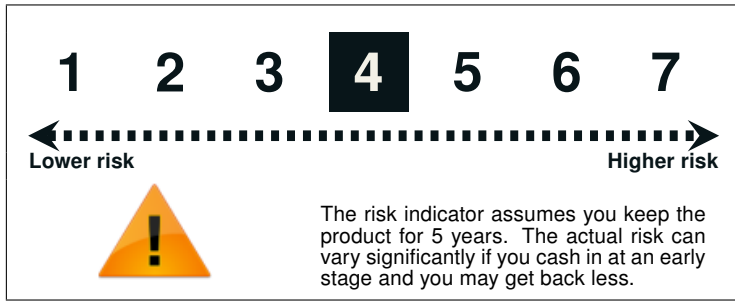 1 2 3 4 5 6 7
Lower risk Higher risk
!
The risk indicator assumes you keep the
product for 5 years. The actual risk can
vary significantly if you cash in at an early
stage and you may get back less.